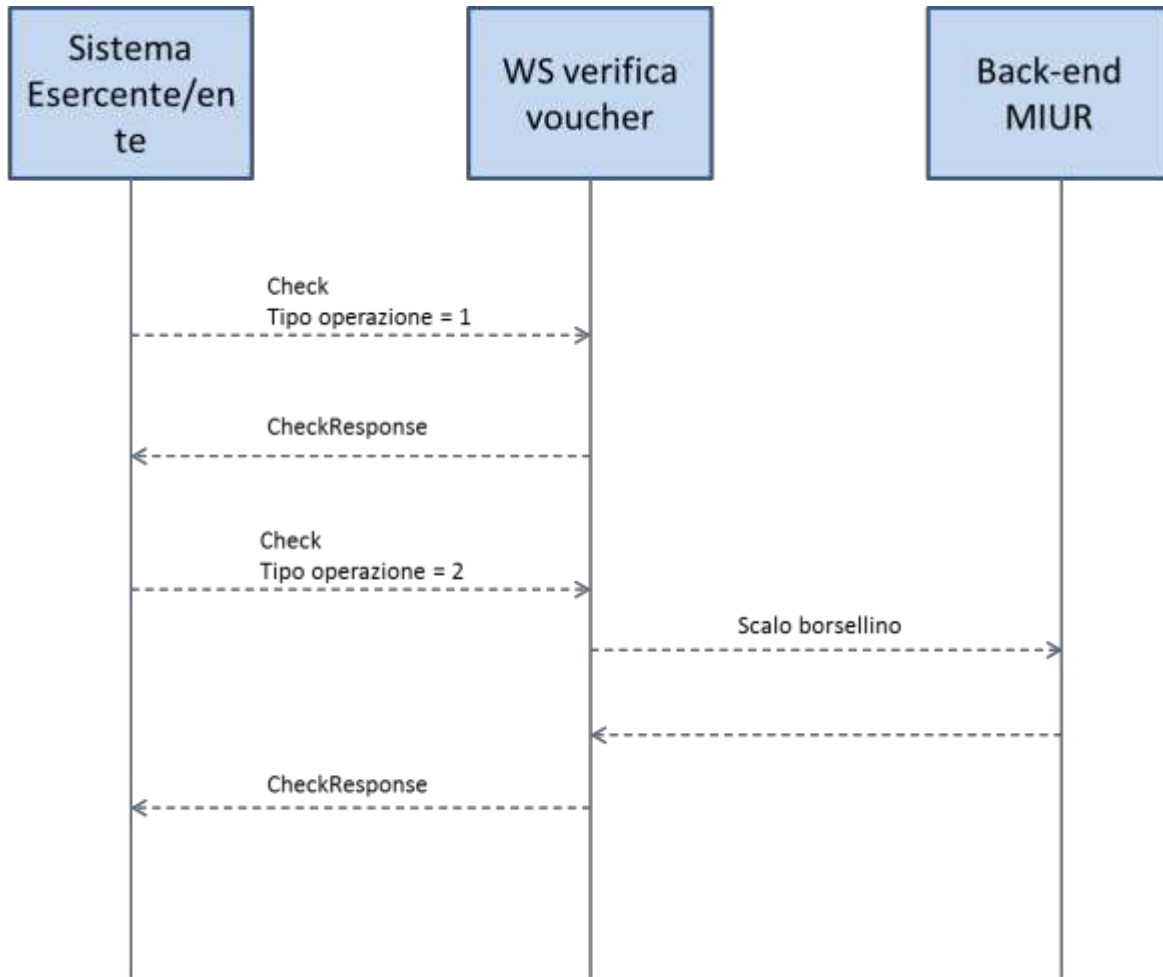 Sistema
Esercente/en
te
WS verifica
voucher
Back-end
MIUR
Check
Tipo operazione = 1
CheckResponse
Check
Tipo operazione = 2
Scalo borsellino
CheckResponse